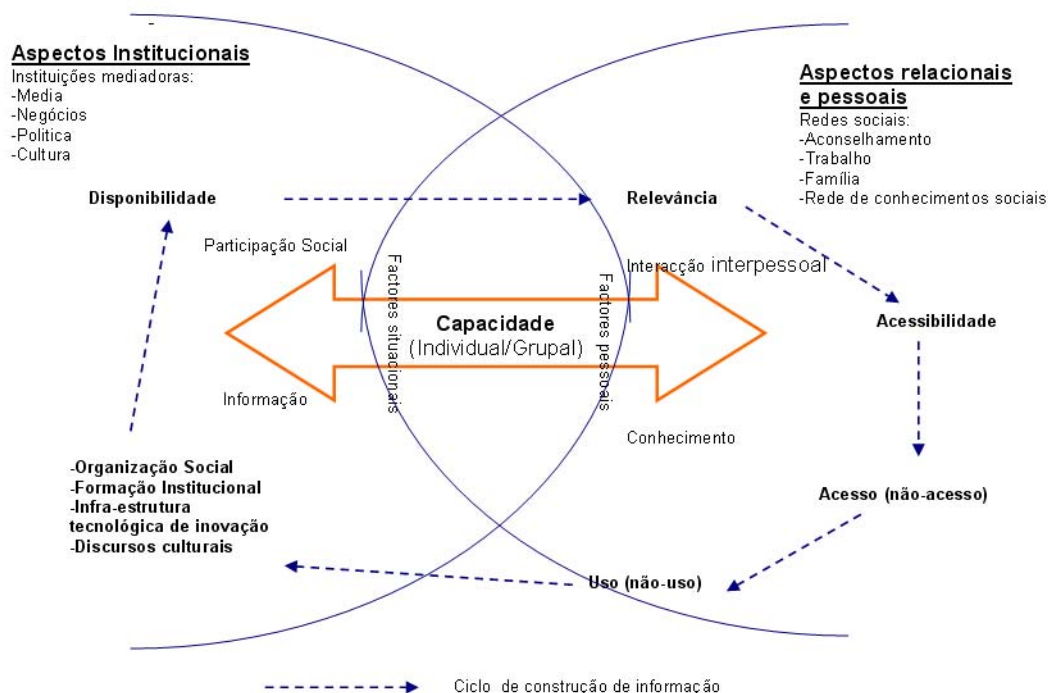 Aspectos Institucionais
Instituições mediadoras:
-Media
-Negócios
-Politica
-Cultura
Aspectos relacionais
e pessoais
Redes sociais:
-Aconselhamento
-Trabalho
-Família
-Rede de conhecimentos sociais
Disponibilidade
Relevância
Participação Social
Interacção interpessoal
Factores situacionais
Capacidade
(Individual/Grupal)
Factores pessoais
Acessibilidade
Informação
Conhecimento
-Organização Social
-Formação Institucional
-Infra-estrutura
tecnológica de inovação
-Discursos culturais
Acesso (não-acesso)
Uso (não-uso)
Ciclo de construção de informação